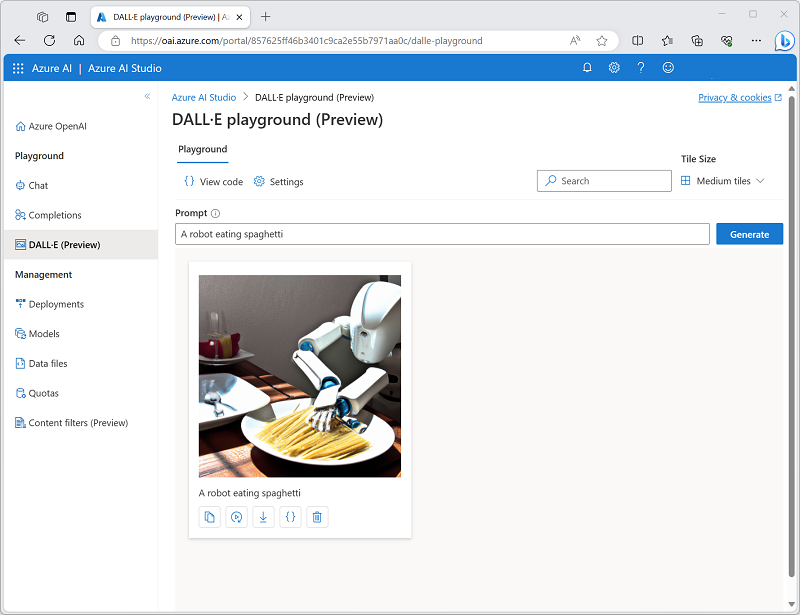 DALL·E playground (Preview) | Az
https://oai.azure.com/portal/857625ff46b3401c9ca2e55b7971aa0c/dalle-playground
Azure AI | Azure AI Studio
Azure AI Studio > DALL·E playground (Preview)
Privacy & cookies
DALL·E playground (Preview)
Azure OpenAI
Playground
Chat
Completions
DALL·E (Preview)
Management
Deployments
Models
Data files
Quotas
Content filters (Preview)
Playground
View code
Settings
Search
Tile Size
Medium tiles
Prompt
A robot eating spaghetti
Generate
A robot eating spaghetti